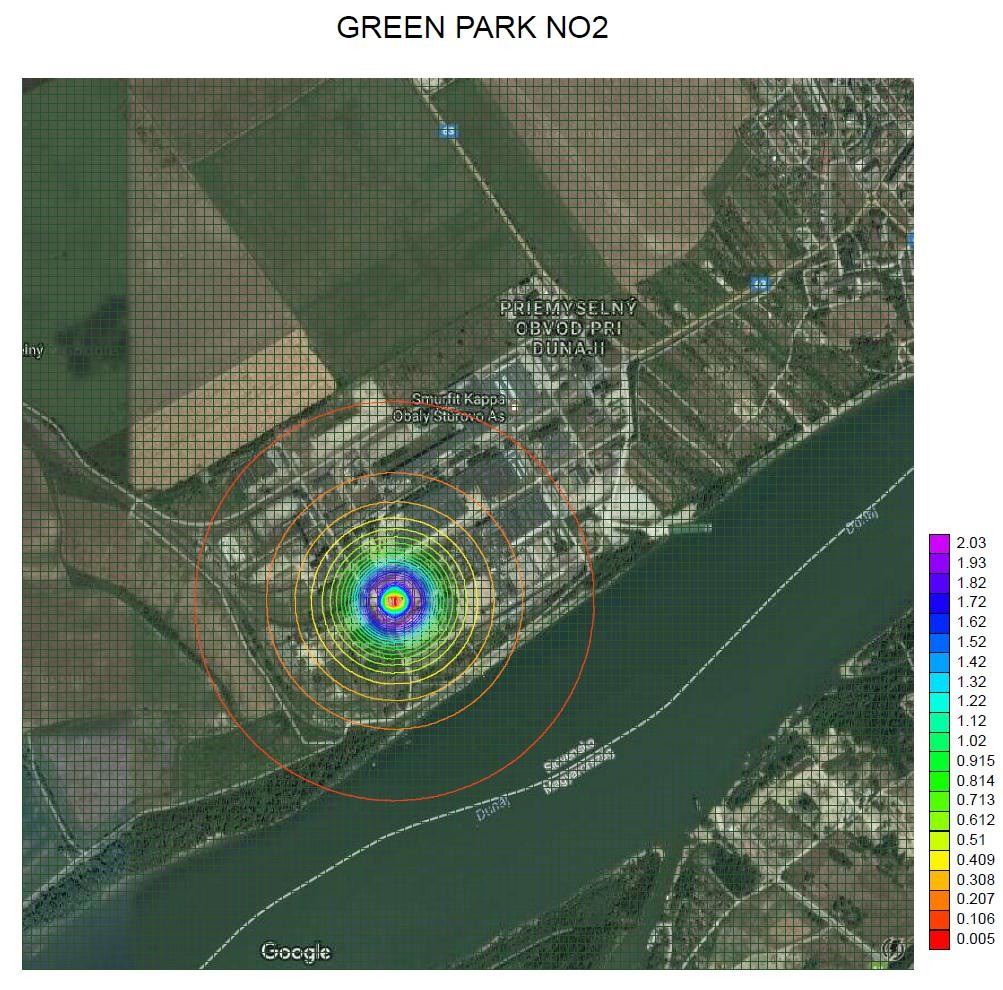 GREEN PARK NO2
63
63
PRIEMYSELNÝ
OBVOD PRI
DUNAJI
lný
Smurfit Kappa
Obaly Štúrovo As
Dunaj
Dunaj
Google
2.03
1.93
1.82
1.72
1.62
1.52
1.42
1.32
1.22
1.12
1.02
0.915
0.814
0.713
0.612
0.51
0.409
0.308
0.207
0.106
0.005